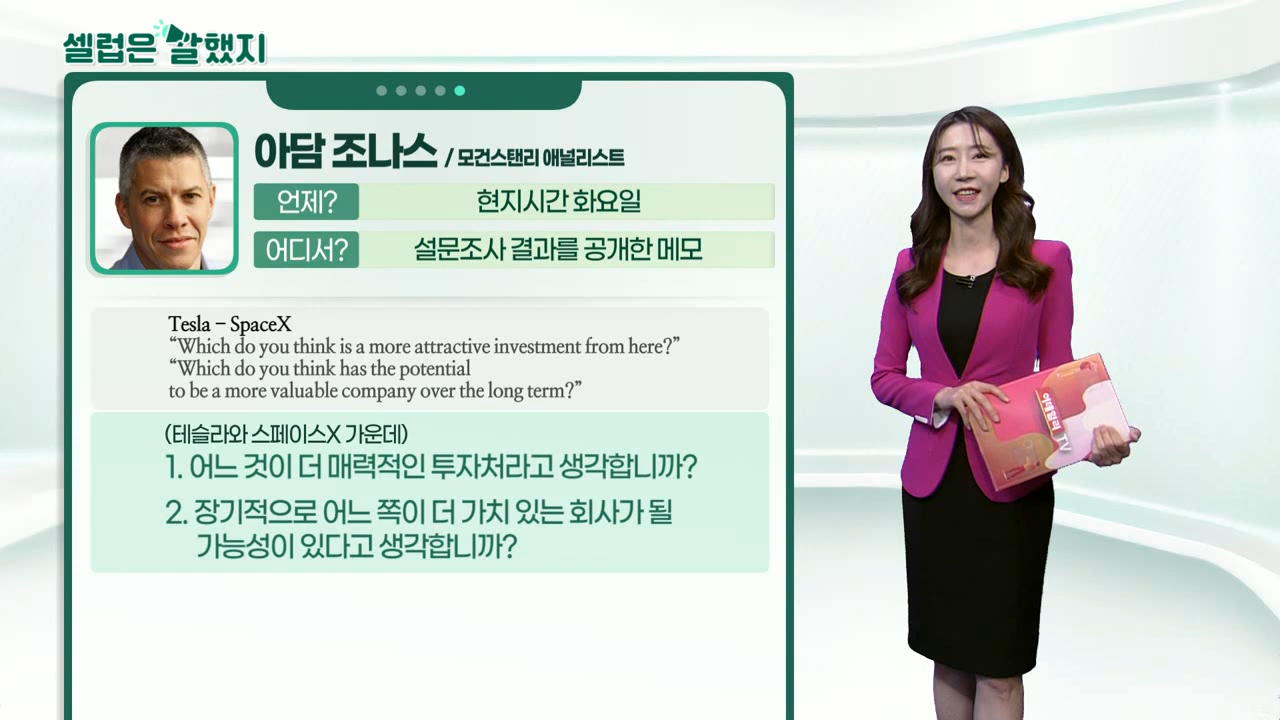 셀럽은 살했지
아담 조나스 / 모건스탠리 애널리스트
언제? 현지시간 화요일
어디서? 설문조사 결과를 공개한 메모
Tesla – SpaceX
“Which do you think is a more attractive investment from here?”
“Which do you think has the potential
to be a more valuable company over the long term?”
(테슬라와 스페이스X 가운데)
1. 어느 것이 더 매력적인 투자처라고 생각합니까?
2. 장기적으로 어느 쪽이 더 가치 있는 회사가 될
가능성이 있다고 생각합니까?
이데일리 TV